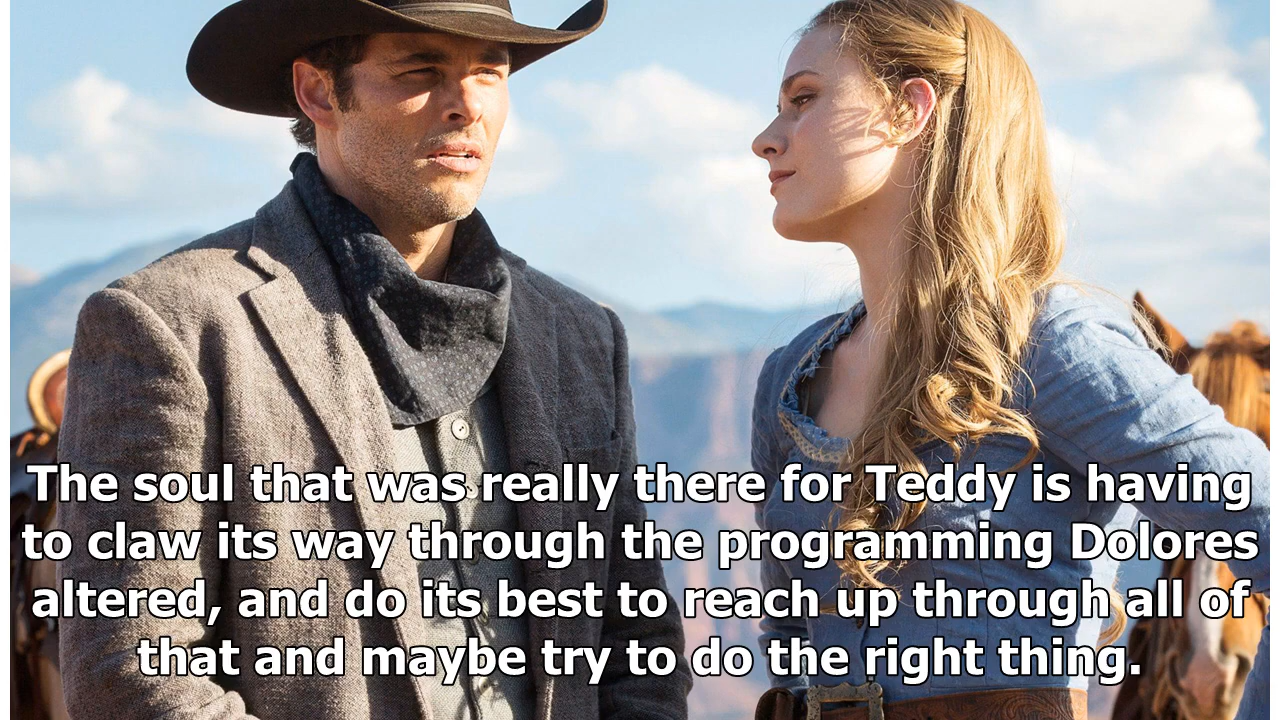 The soul that was really there for Teddy is having
to claw its way through the programming Dolores
altered, and do its best to reach up through all of
that and maybe try to do the right thing.